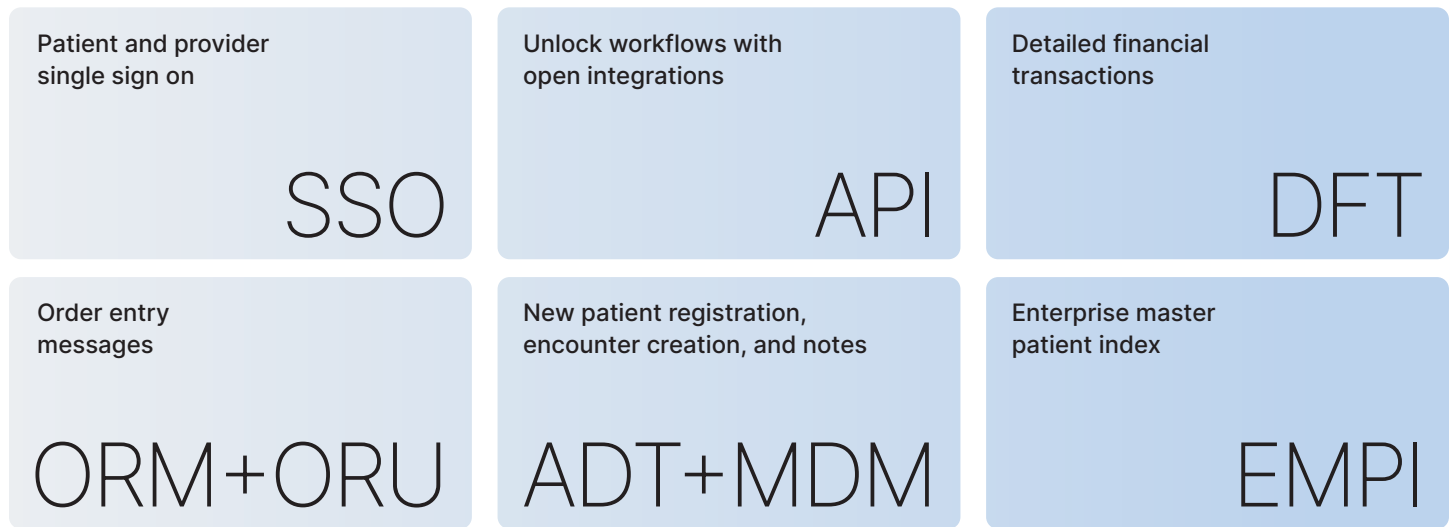 Patient and provider
single sign on
SSO
Unlock workflows with
open integrations
API
Detailed financial
transactions
DFT
Order entry
messages
ORM+ORU
New patient registration,
encounter creation, and notes
ADT+MDM
Enterprise master
patient index
EMPI